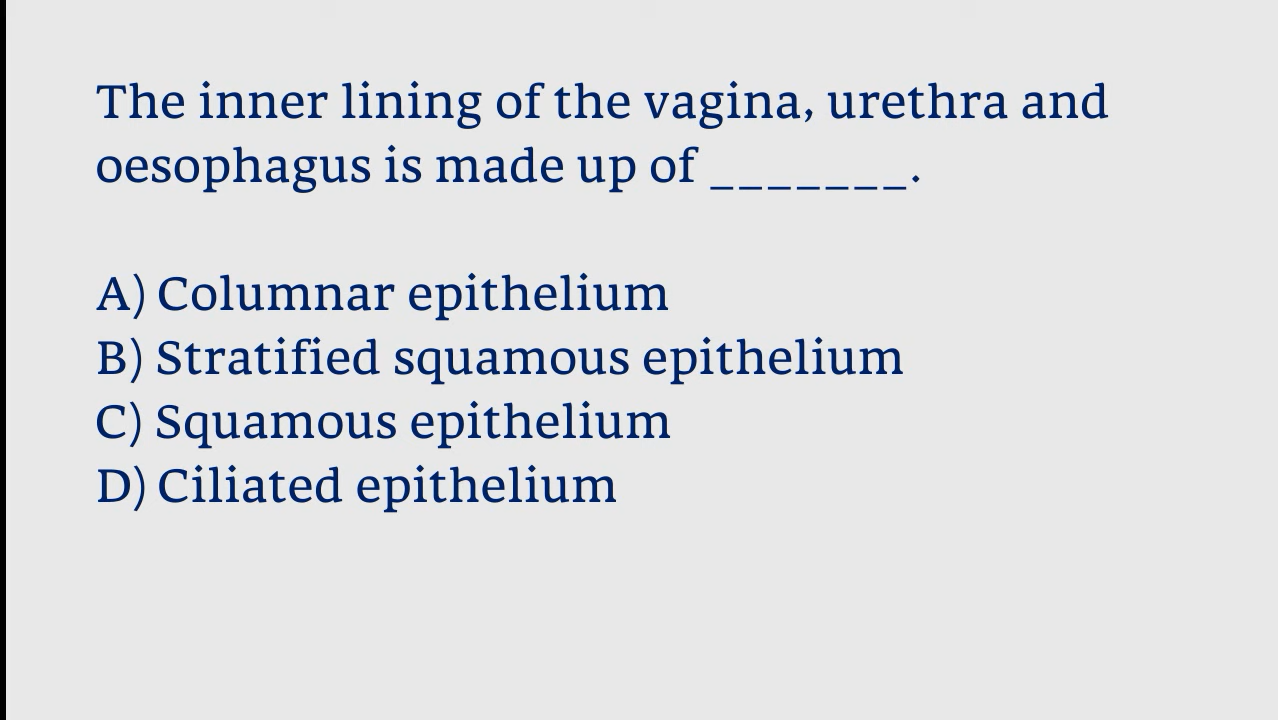 The inner lining of the vagina, urethra and
oesophagus is made up of _______.
A) Columnar epithelium
B) Stratified squamous epithelium
C) Squamous epithelium
D) Ciliated epithelium